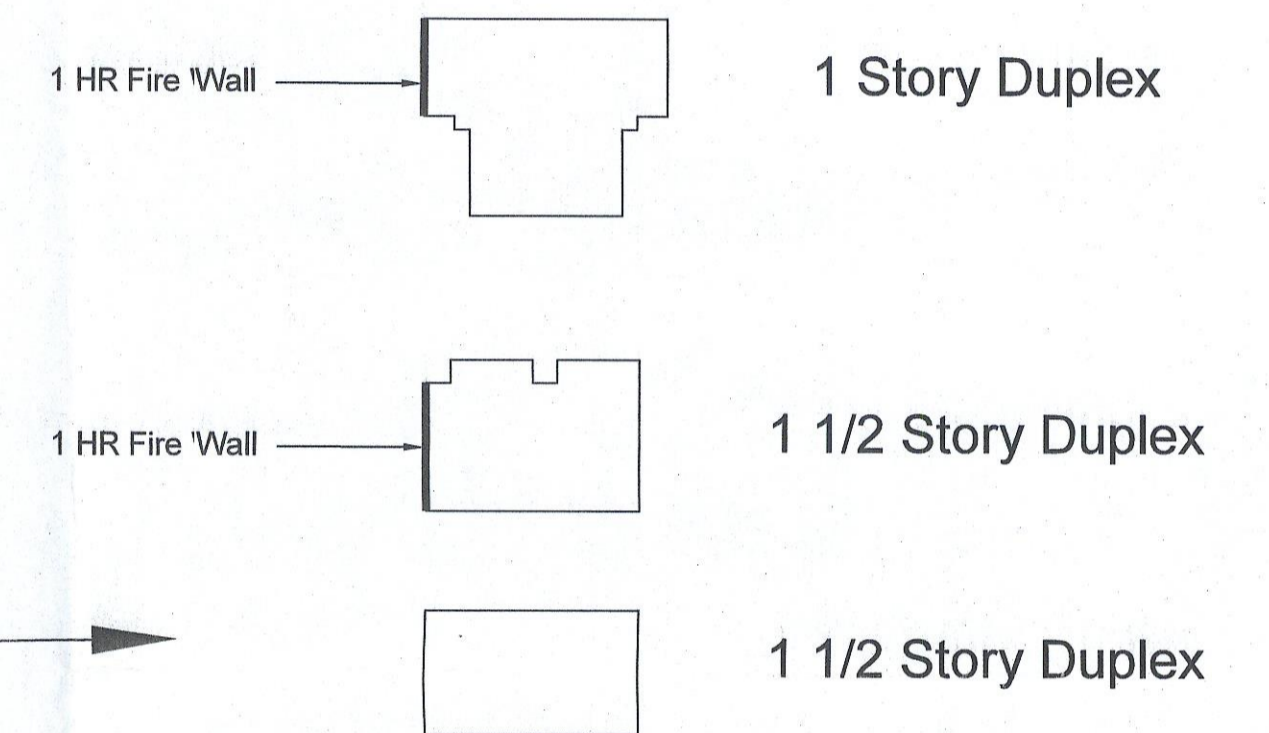 1 HR Fire Wall
1 Story Duplex
1 HR Fire Wall
1 1/2 Story Duplex
1 1/2 Story Duplex